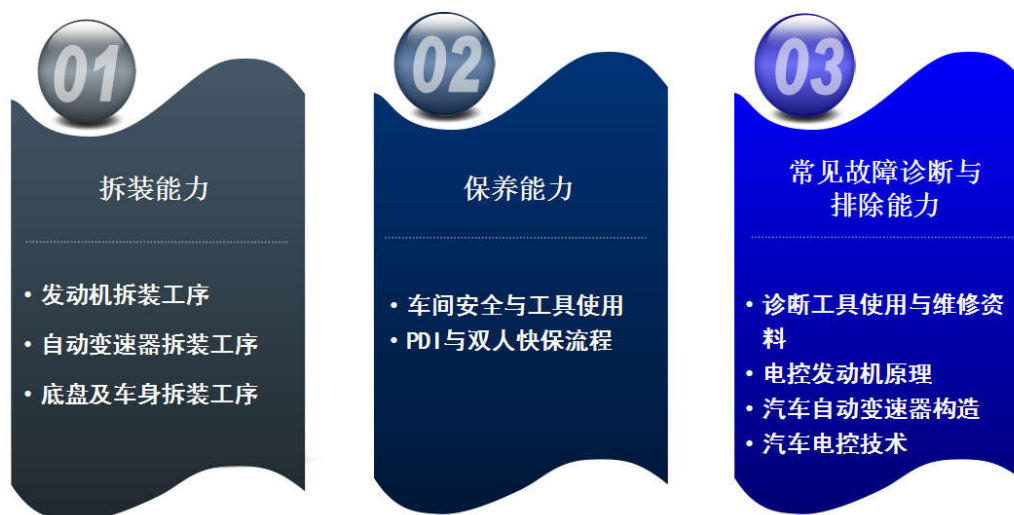 01
拆装能力
• 发动机拆装工序
• 自动变速器拆装工序
• 底盘及车身拆装工序
02
保养能力
• 车间安全与工具使用
• PDI与双人快保流程
03
常见故障诊断与
排除能力
• 诊断工具使用与维修资
料
• 电控发动机原理
• 汽车自动变速器构造
• 汽车电控技术